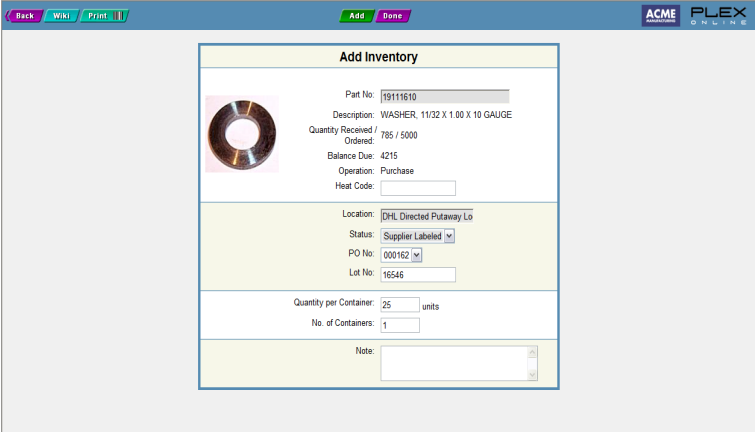 Back Wiki Print Add Done ACME MANUFACTURING PLEX ONLINE
Add Inventory
Part No: 19111610
Description: WASHER, 11/32 X 1.00 X 10 GAUGE
Quantity Received /
Ordered: 785 / 5000
Balance Due: 4215
Operation: Purchase
Heat Code:
Location: DHL Directed Putaway Lo
Status: Supplier Labeled
PO No: 000162
Lot No: 16546
Quantity per Container: 25 units
No. of Containers: 1
Note: